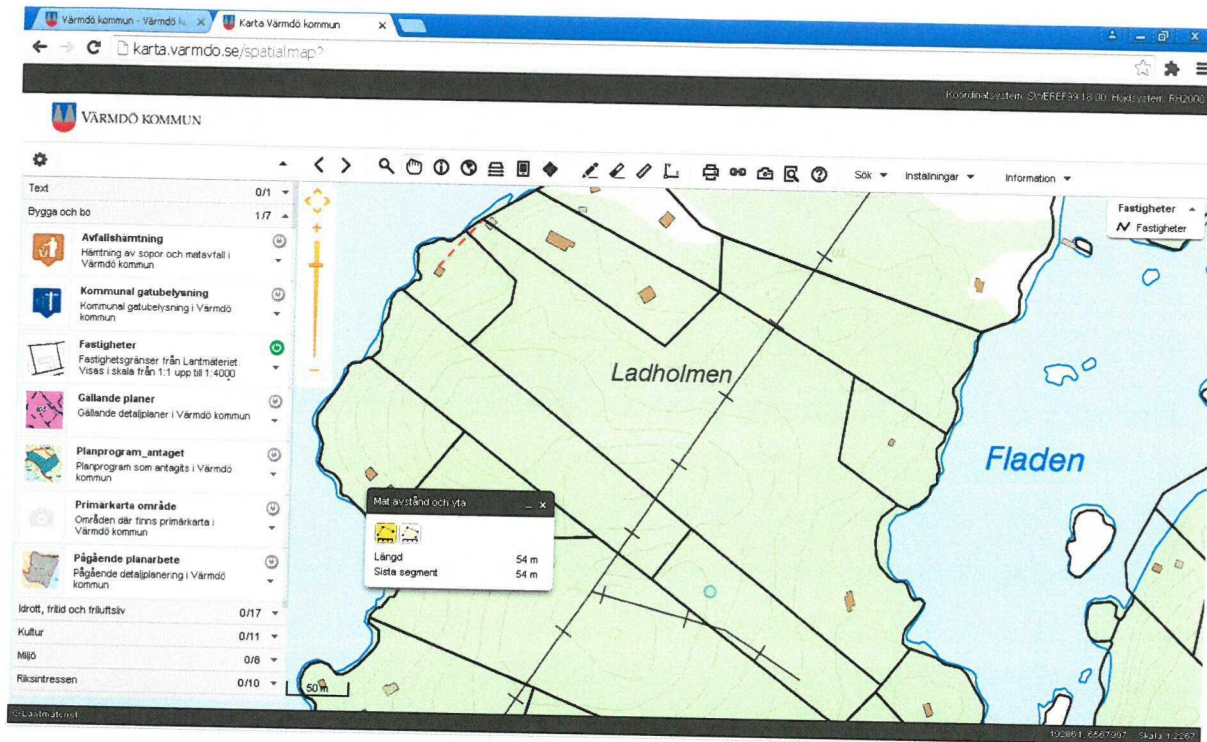 Värmdö kommun - Värmdö k
Karta Värmdö kommun
karta.varmdo.se/spatialmap?
Koordinatsystem: SWEREF99 18 00 Höjdsystem: RH2000
VÄRMDÖ KOMMUN
Sök
Inställningar
Information
Text 0/1
Bygga och bo 1/7
Avfallshämtning
Hämtning av sopor och matavfall i
Värmdö kommun
Kommunal gatubelysning
Kommunal gatubelysning i Värmdö
kommun
Fastigheter
Fastighetsgränser från Lantmäteriet.
Visas i skala från 1:1 upp till 1:4000
Gällande planer
Gällande detaljplaner i Värmdö kommun
Planprogram_antaget
Planprogram som antagits i Värmdö
kommun
Primärkarta område
Områden där finns primärkarta i
Värmdö kommun
Pågående planarbete
Pågående detaljplanering i Värmdö
kommun
Idrott, fritid och friluftsliv 0/17
Kultur 0/11
Miljö 0/6
Riksintressen 0/10
Fastigheter
Fastigheter
Ladholmen
Fladen
Mät avstånd och yta
Längd 54 m
Sista segment 54 m
50 m
© Lantmäteriet
192861, 6567997 Skala 1:2267